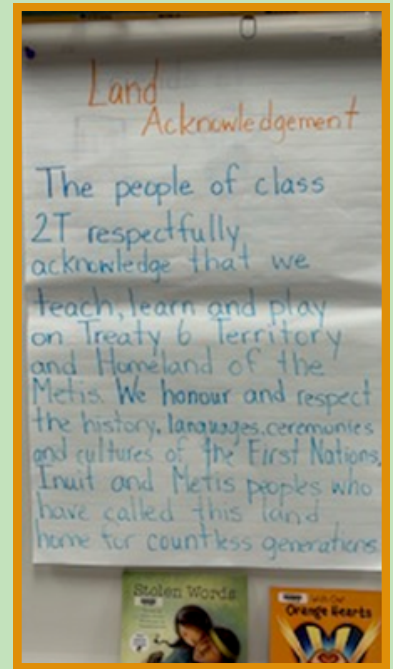 Land
Acknowledgement
The people of class
2T respectfully
acknowledge that we
teach, learn and play
on Treaty 6 Territory
and Homeland of the
Metis. We honour and respect
the history, languages, ceremonies
and cultures of the First Nations,
Inuit and Metis peoples who
have called this land
home for countless generations
Stolen Words
With Our
Orange Hearts